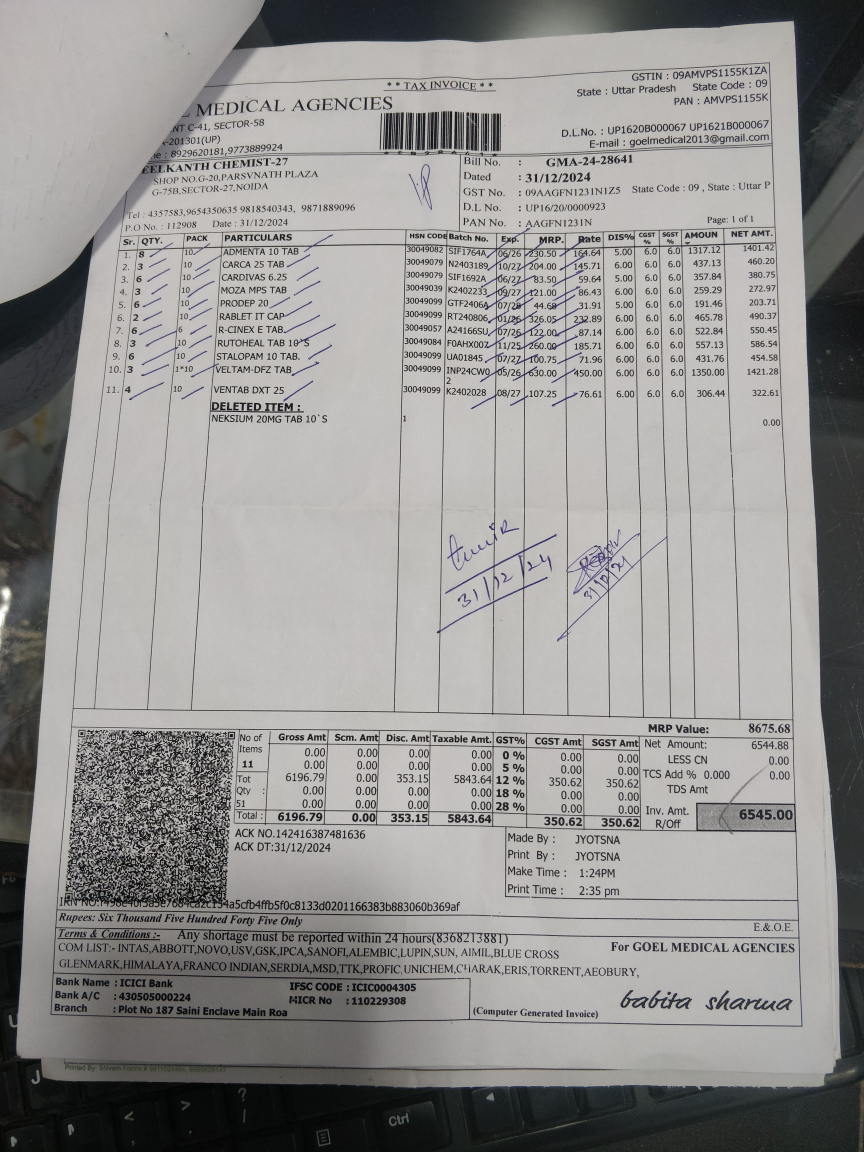 * * TAX INVOICE * *
GSTIN : 09AMVPS1155K1ZA
State : Uttar Pradesh State Code : 09
PAN : AMVPS1155K
L MEDICAL AGENCIES
NT C-41, SECTOR-58
-201301(UP)
: 8929620181,9773889924
D.L.No. : UP1620B000067 UP1621B000067
E-mail : goelmedical2013@gmail.com
EELKANTH CHEMIST-27
SHOP NO.G-20,PARSVNATH PLAZA
G-75B,SECTOR-27,NOIDA
Tel : 4357583,9654350635 9818540343, 9871889096
P.O No. : 112908 Date : 31/12/2024
Bill No. : GMA-24-28641
Dated : 31/12/2024
GST No. : 09AAGFN1231N1Z5 State Code : 09 , State : Uttar P
D.L No. : UP16/20/0000923
PAN No. : AAGFN1231N Page: 1 of 1
Sr. QTY. PACK PARTICULARS HSN CODE Batch No. Exp. MRP. Rate DIS% CGST % SGST % AMOUN NET AMT.
1. 8 10 ADMENTA 10 TAB 30049082 SIF1764A 06/26 230.50 164.64 5.00 6.0 6.0 1317.12 1401.42
2. 3 10 CARCA 25 TAB 30049079 N2403189 10/27 204.00 145.71 6.00 6.0 6.0 437.13 460.20
3. 6 10 CARDIVAS 6.25 30049079 SIF1692A 06/27 83.50 59.64 5.00 6.0 6.0 357.84 380.75
4. 3 10 MOZA MPS TAB 30049039 K2402233 09/27 121.00 86.43 6.00 6.0 6.0 259.29 272.97
5. 6 10 PRODEP 20 30049099 GTF2406A 07/28 44.68 31.91 5.00 6.0 6.0 191.46 203.71
6. 2 10 RABLET IT CAP 30049099 RT240806 01/26 326.05 232.89 6.00 6.0 6.0 465.78 490.37
7. 6 6 R-CINEX E TAB. 30049057 A24166SU 07/26 122.00 87.14 6.00 6.0 6.0 522.84 550.45
8. 3 10 RUTOHEAL TAB 10`S 30049084 F0AHX007 11/25 260.00 185.71 6.00 6.0 6.0 557.13 586.54
9. 6 10 STALOPAM 10 TAB. 30049099 UA01845 07/27 100.75 71.96 6.00 6.0 6.0 431.76 454.58
10. 3 1*10 VELTAM-DFZ TAB 30049099 INP24CW0 05/26 630.00 450.00 6.00 6.0 6.0 1350.00 1421.28
2
11. 4 10 VENTAB DXT 25 30049099 K2402028 08/27 107.25 76.61 6.00 6.0 6.0 306.44 322.61
DELETED ITEM :
NEKSIUM 20MG TAB 10`S 1 0.00
31/12/24
31/12/24
MRP Value: 8675.68
No of Items 11 Tot Qty : 51
Gross Amt Scm. Amt Disc. Amt Taxable Amt. GST% CGST Amt SGST Amt
0.00 0.00 0.00 0.00 0 % 0.00 0.00
0.00 0.00 0.00 0.00 5 % 0.00 0.00
6196.79 0.00 353.15 5843.64 12 % 350.62 350.62
0.00 0.00 0.00 0.00 18 % 0.00 0.00
0.00 0.00 0.00 0.00 28 % 0.00 0.00
Total : 6196.79 0.00 353.15 5843.64 350.62 350.62
Net Amount: 6544.88
LESS CN 0.00
TCS Add % 0.000 0.00
TDS Amt
Inv. Amt. 6545.00
R/Off
ACK NO.142416387481636
ACK DT:31/12/2024
Made By : JYOTSNA
Print By : JYOTSNA
Make Time : 1:24PM
Print Time : 2:35 pm
Rupees: Six Thousand Five Hundred Forty Five Only
E.&O.E.
Terms & Conditions :- Any shortage must be reported within 24 hours(8368213881)
COM LIST:- INTAS,ABBOTT,NOVO,USV,GSK,IPCA,SANOFI,ALEMBIC,LUPIN,SUN, AIMIL,BLUE CROSS
GLENMARK,HIMALAYA,FRANCO INDIAN,SERDIA,MSD,TTK,PROFIC,UNICHEM,CHARAK,ERIS,TORRENT,AEOBURY,
For GOEL MEDICAL AGENCIES
Bank Name : ICICI Bank IFSC CODE : ICIC0004305
Bank A/C : 430505000224 MICR No : 110229308
Branch : Plot No 187 Saini Enclave Main Roa
(Computer Generated Invoice)
babita sharma
Ctrl